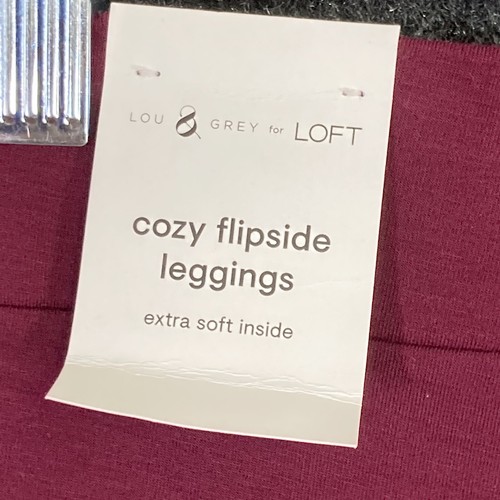 LOU & GREY for LOFT
cozy flipside
leggings
extra soft inside